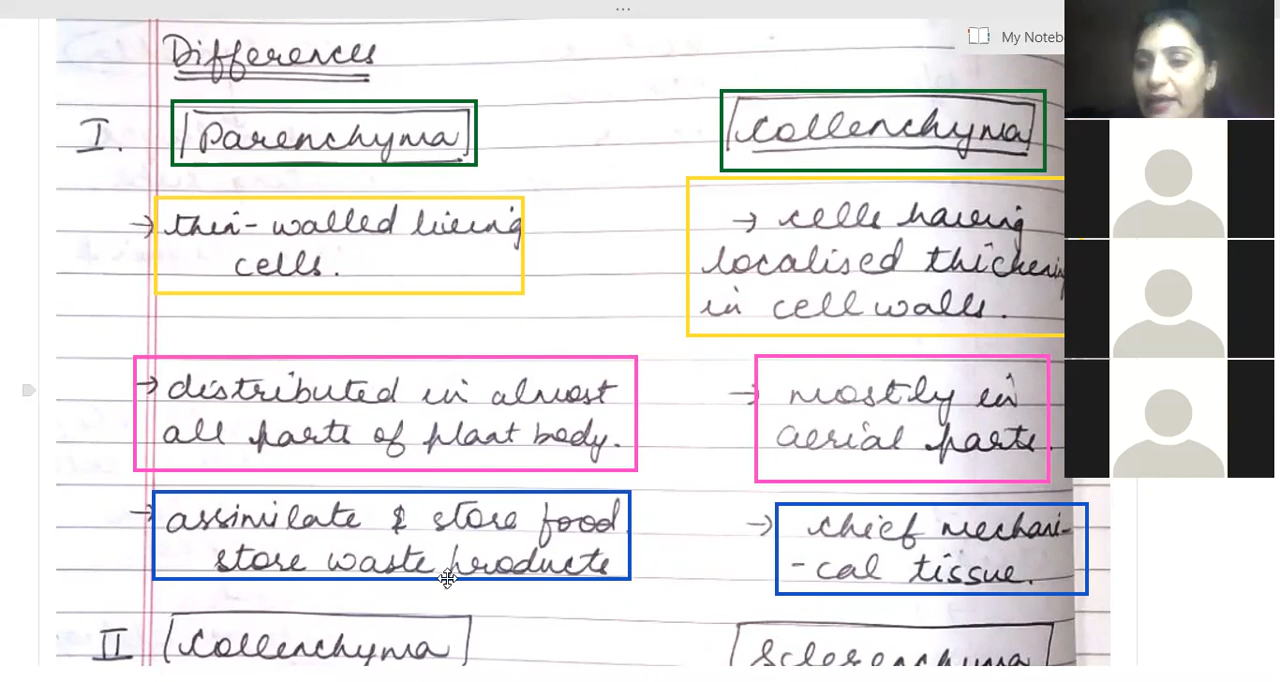 ...
My Noteb
Differences
I. Parenchyma
Collenchyma
→ thin-walled living
cells.
→ cells having
localised thickening
in cell walls.
→ distributed in almost
all parts of plant body.
→ mostly in
aerial parts.
→ assimilate & store food
store waste products
→ chief mechani-
-cal tissue.
II Collenchyma
Sclerenchyma